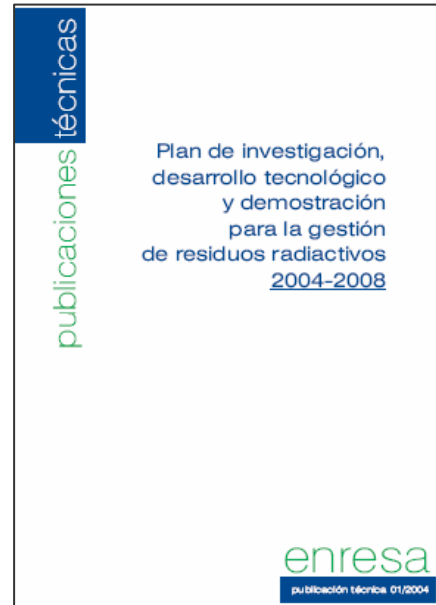 publicaciones técnicas
Plan de investigación,
desarrollo tecnológico
y demostración
para la gestión
de residuos radiactivos
2004-2008
enresa
publicación técnica 01/2004